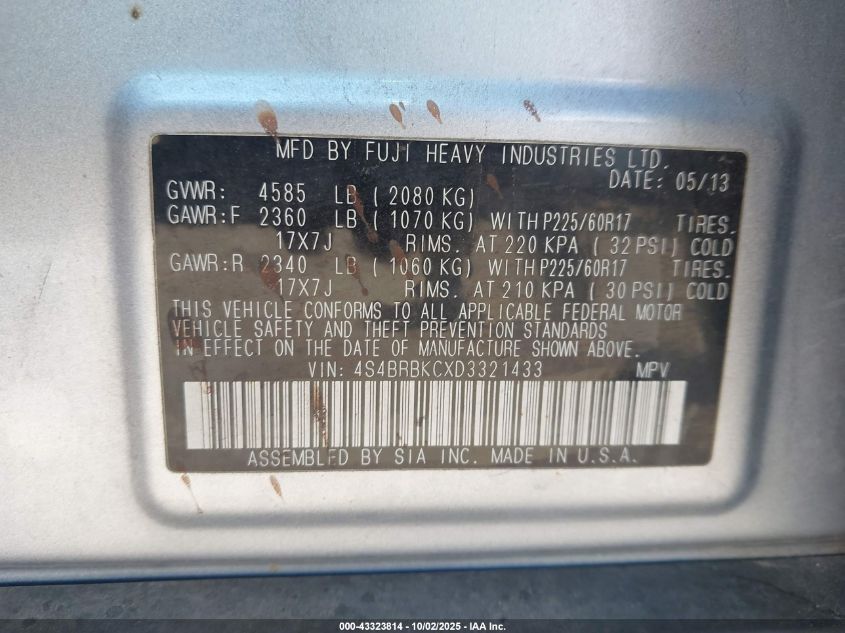 MFD BY FUJI HEAVY INDUSTRIES LTD.
DATE: 05/13
GVWR: 4585 LB ( 2080 KG)
GAWR:F 2360 LB ( 1070 KG) WITH P225/60R17 TIRES.
17X7J RIMS. AT 220 KPA ( 32 PSI) COLD
GAWR:R 2340 LB ( 1060 KG) WITH P225/60R17 TIRES.
17X7J RIMS. AT 210 KPA ( 30 PSI) COLD
THIS VEHICLE CONFORMS TO ALL APPLICABLE FEDERAL MOTOR
VEHICLE SAFETY AND THEFT PREVENTION STANDARDS
IN EFFECT ON THE DATE OF MANUFACTURE SHOWN ABOVE.
VIN: 4S4BRBKCXD3321433 MPV
ASSEMBLED BY SIA INC. MADE IN U.S.A.
000-43323814 - 10/02/2025 - IAA Inc.